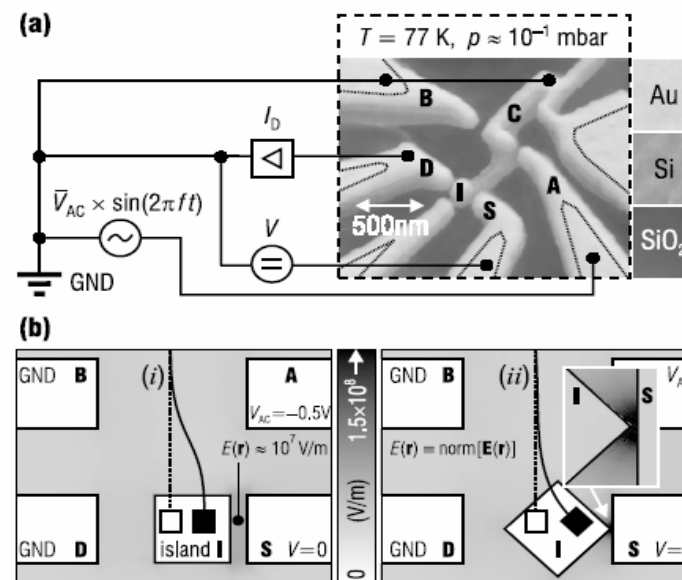 (a)
T = 77 K, p ≈ 10⁻¹ mbar
B
C
Au
I_D
D
A
Si
V̅_AC × sin(2πft)
I
S
V
500nm
SiO₂
GND
(b)
GND B
(i)
A
V_AC = −0.5V
E(r) ≈ 10⁷ V/m
GND D
island I
S V=0
1.5×10⁸
(V/m)
0
GND B
(ii)
I
S
V_A
E(r) = norm[E(r)]
GND D
I
S V=